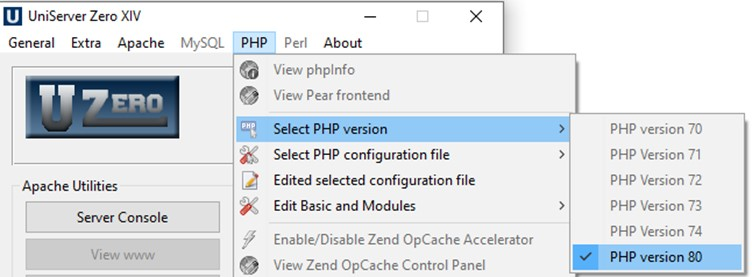 UniServer Zero XIV
General Extra Apache MySQL PHP Perl About
U ZERO
View phpInfo
View Pear frontend
Select PHP version
Select PHP configuration file
Edited selected configuration file
Edit Basic and Modules
Enable/Disable Zend OpCache Accelerator
View Zend OpCache Control Panel
PHP version 70
PHP Version 71
PHP Version 72
PHP Version 73
PHP Version 74
PHP version 80
Apache Utilities
Server Console
View www